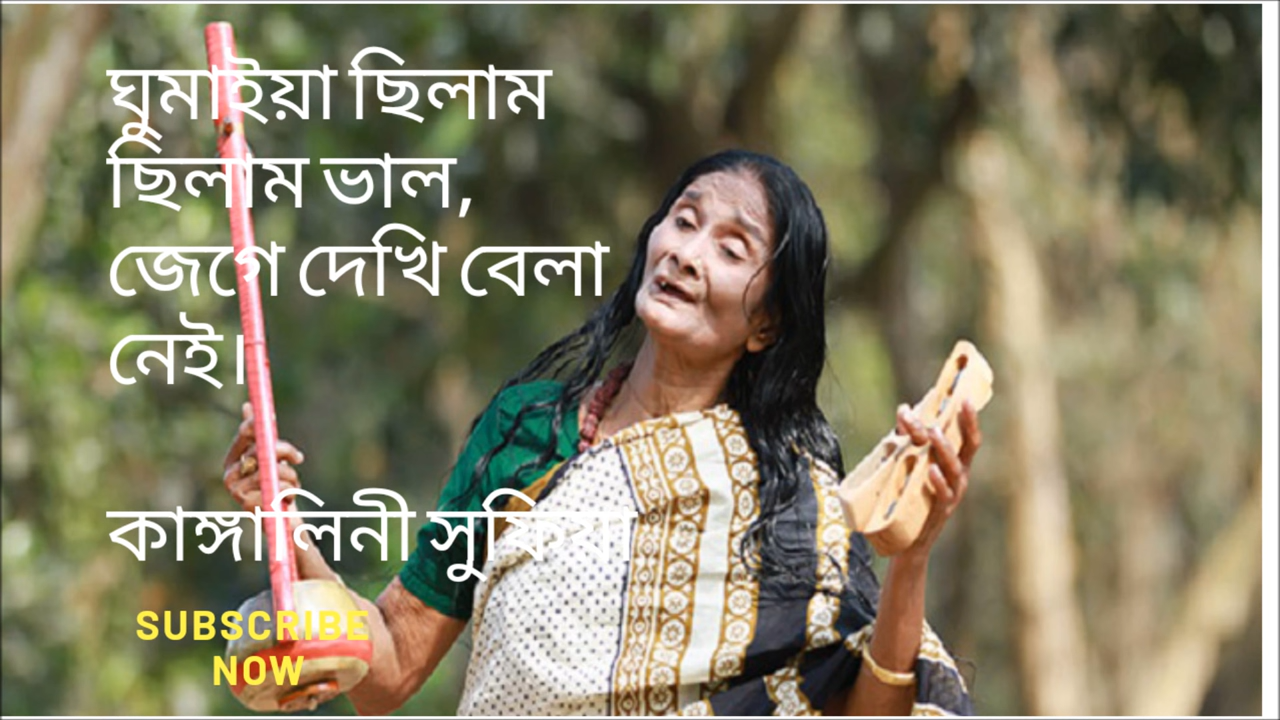 ঘুমাইয়া ছিলাম
ছিলাম ভাল,
জেগে দেখি বেলা
নেই।
কাঙ্গালিনী সুফিয়া
SUBSCRIBE
NOW